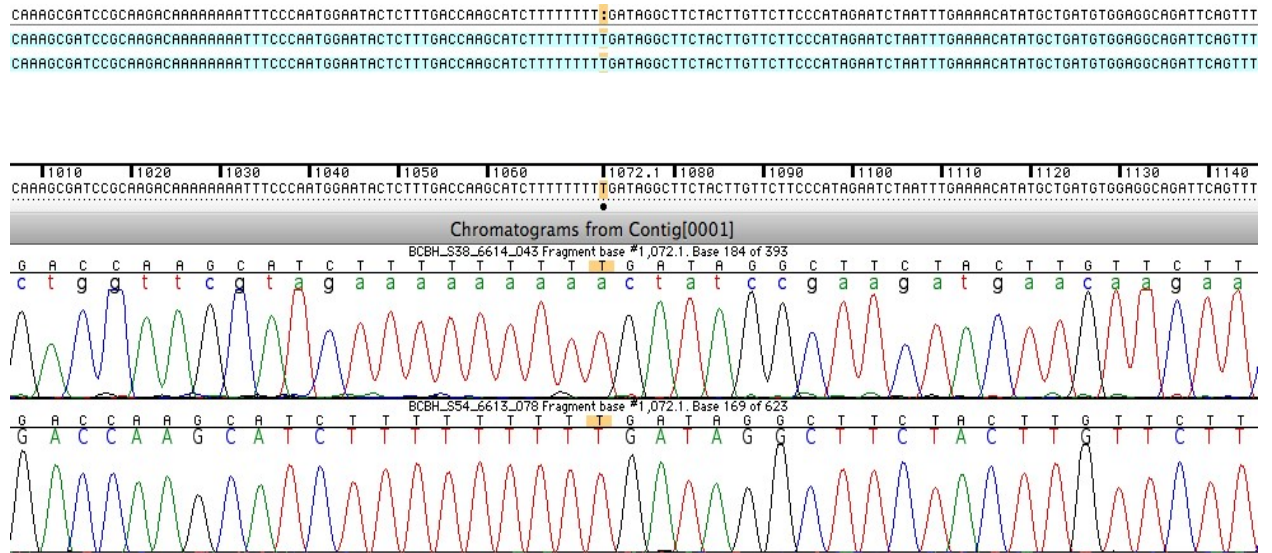 CAAAGCGATCCGCAAGACAAAAAAAATTTCCCAATGGAATACTCTTTGACCAAGCATCTTTTTTTT:GATAGGCTTCTACTTGTTCTTCCCATAGAATCTAATTTGAAAACATATGCTGATGTGGAGGCAGATTCAGTTT
CAAAGCGATCCGCAAGACAAAAAAAATTTCCCAATGGAATACTCTTTGACCAAGCATCTTTTTTTTTGATAGGCTTCTACTTGTTCTTCCCATAGAATCTAATTTGAAAACATATGCTGATGTGGAGGCAGATTCAGTTT
CAAAGCGATCCGCAAGACAAAAAAAATTTCCCAATGGAATACTCTTTGACCAAGCATCTTTTTTTTTGATAGGCTTCTACTTGTTCTTCCCATAGAATCTAATTTGAAAACATATGCTGATGTGGAGGCAGATTCAGTTT
1010 1020 1030 1040 1050 1060 1072.1 1080 1090 1100 1110 1120 1130 1140
CAAAGCGATCCGCAAGACAAAAAAAATTTCCCAATGGAATACTCTTTGACCAAGCATCTTTTTTTTTGATAGGCTTCTACTTGTTCTTCCCATAGAATCTAATTTGAAAACATATGCTGATGTGGAGGCAGATTCAGTTT
Chromatograms from Contig[0001]
BCBH_S38_6614_043 Fragment base #1,072.1. Base 184 of 393
G A C C A A G C A T C T T T T T T T T T G A T A G G C T T C T A C T T G T T C T T
c t g g t t c g t a g a a a a a a a a a c t a t c c g a a g a t g a a c a a g a a
BCBH_S54_6613_078 Fragment base #1,072.1. Base 169 of 623
G A C C A A G C A T C T T T T T T T T T G A T A G G C T T C T A C T T G T T C T T
G A C C A A G C A T C T T T T T T T T T G A T A G G C T T C T A C T T G T T C T T